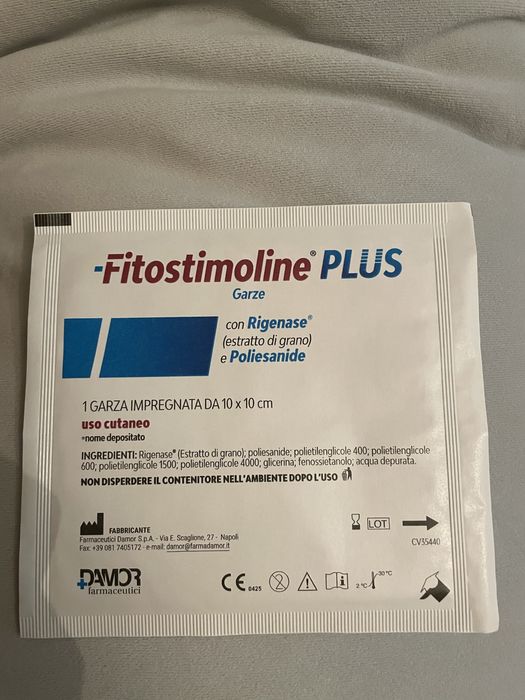 Fitostimoline® PLUS
Garze
con Rigenase®
(estratto di grano)
e Poliesanide
1 GARZA IMPREGNATA DA 10 x 10 cm
uso cutaneo
*nome depositato
INGREDIENTI: Rigenase® (Estratto di grano); poliesanide; polietilenglicole 400; polietilenglicole
600; polietilenglicole 1500; polietilenglicole 4000; glicerina; fenossietanolo; acqua depurata.
NON DISPERDERE IL CONTENITORE NELL'AMBIENTE DOPO L'USO
FABBRICANTE
Farmaceutici Damor S.p.A. - Via E. Scaglione, 27 - Napoli
Fax: +39 081 7405172 - e-mail: damor@farmadamor.it
LOT
CV35440
DAMOR
farmaceutici
CE 0425
2
i
2 °C
30 °C